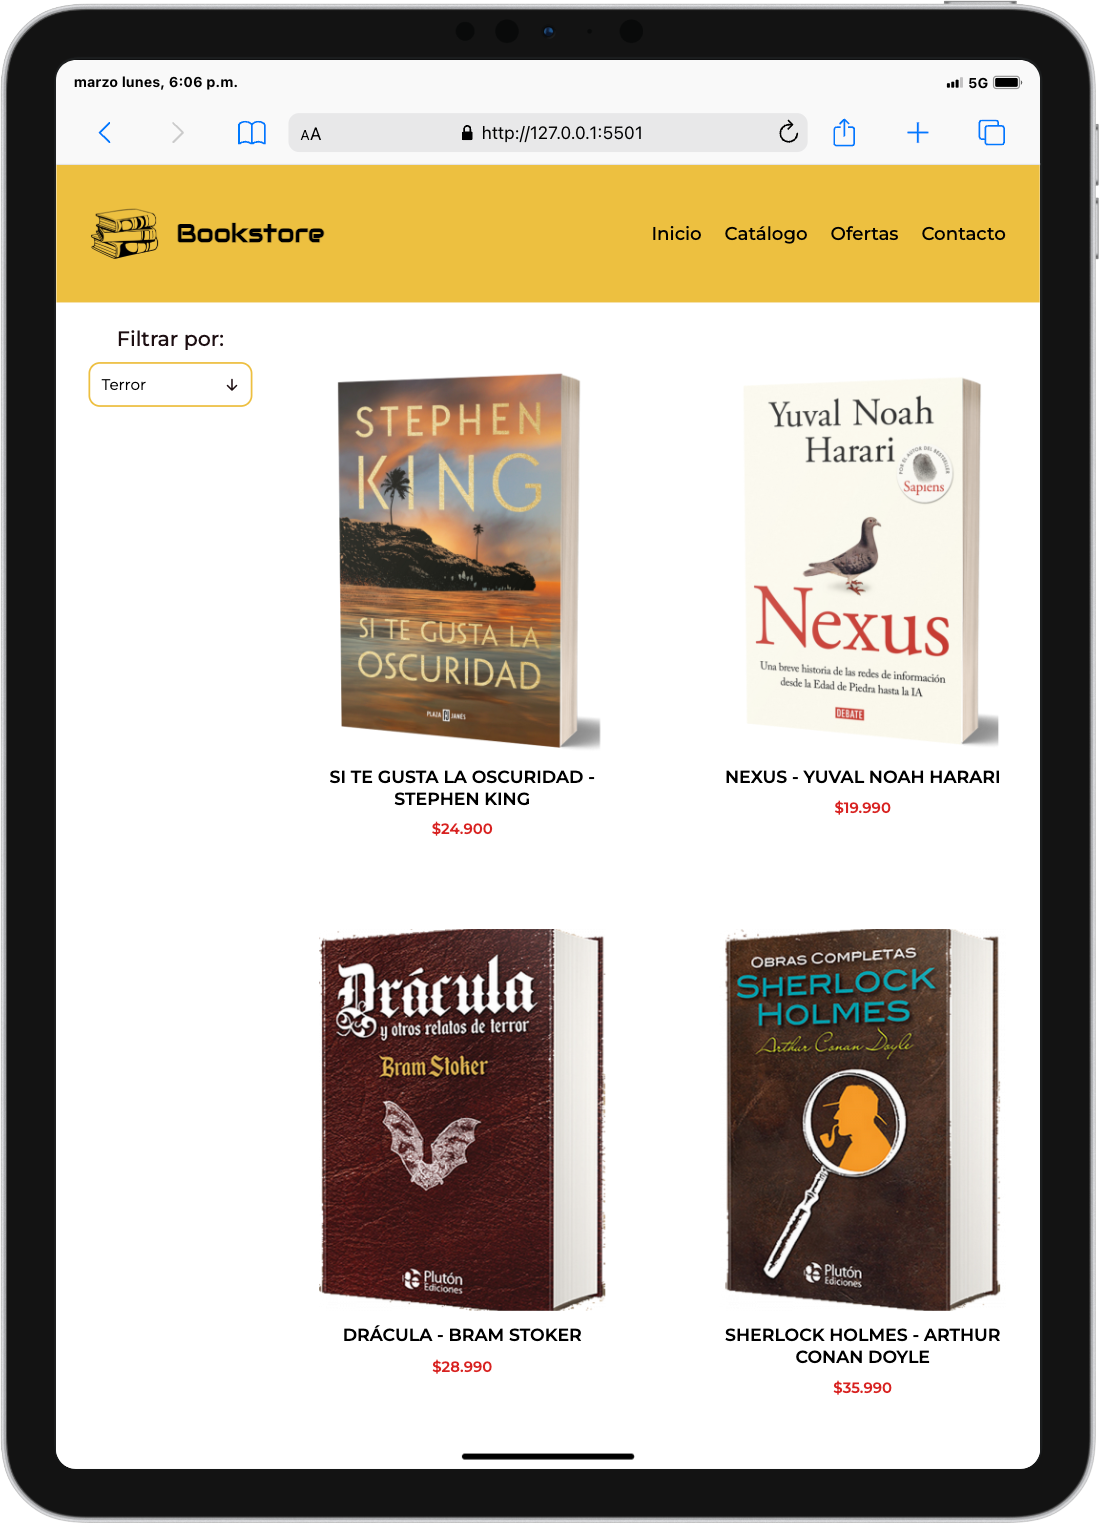 marzo lunes, 6:06 p.m.
5G
AA
http://127.0.0.1:5501
Bookstore
Inicio Catálogo Ofertas Contacto
Filtrar por:
Terror
STEPHEN
KING
SI TE GUSTA LA
OSCURIDAD
PLAZA JANÉS
SI TE GUSTA LA OSCURIDAD -
STEPHEN KING
$24.900
Yuval Noah
Harari
POR EL AUTOR DEL BESTSELLER
Sapiens
Nexus
Una breve historia de las redes de información
desde la Edad de Piedra hasta la IA
DEBATE
NEXUS - YUVAL NOAH HARARI
$19.990
Drácula
y otros relatos de terror
Bram Stoker
Plutón
Ediciones
DRÁCULA - BRAM STOKER
$28.990
OBRAS COMPLETAS
SHERLOCK
HOLMES
Arthur Conan Doyle
Plutón
Ediciones
SHERLOCK HOLMES - ARTHUR
CONAN DOYLE
$35.990